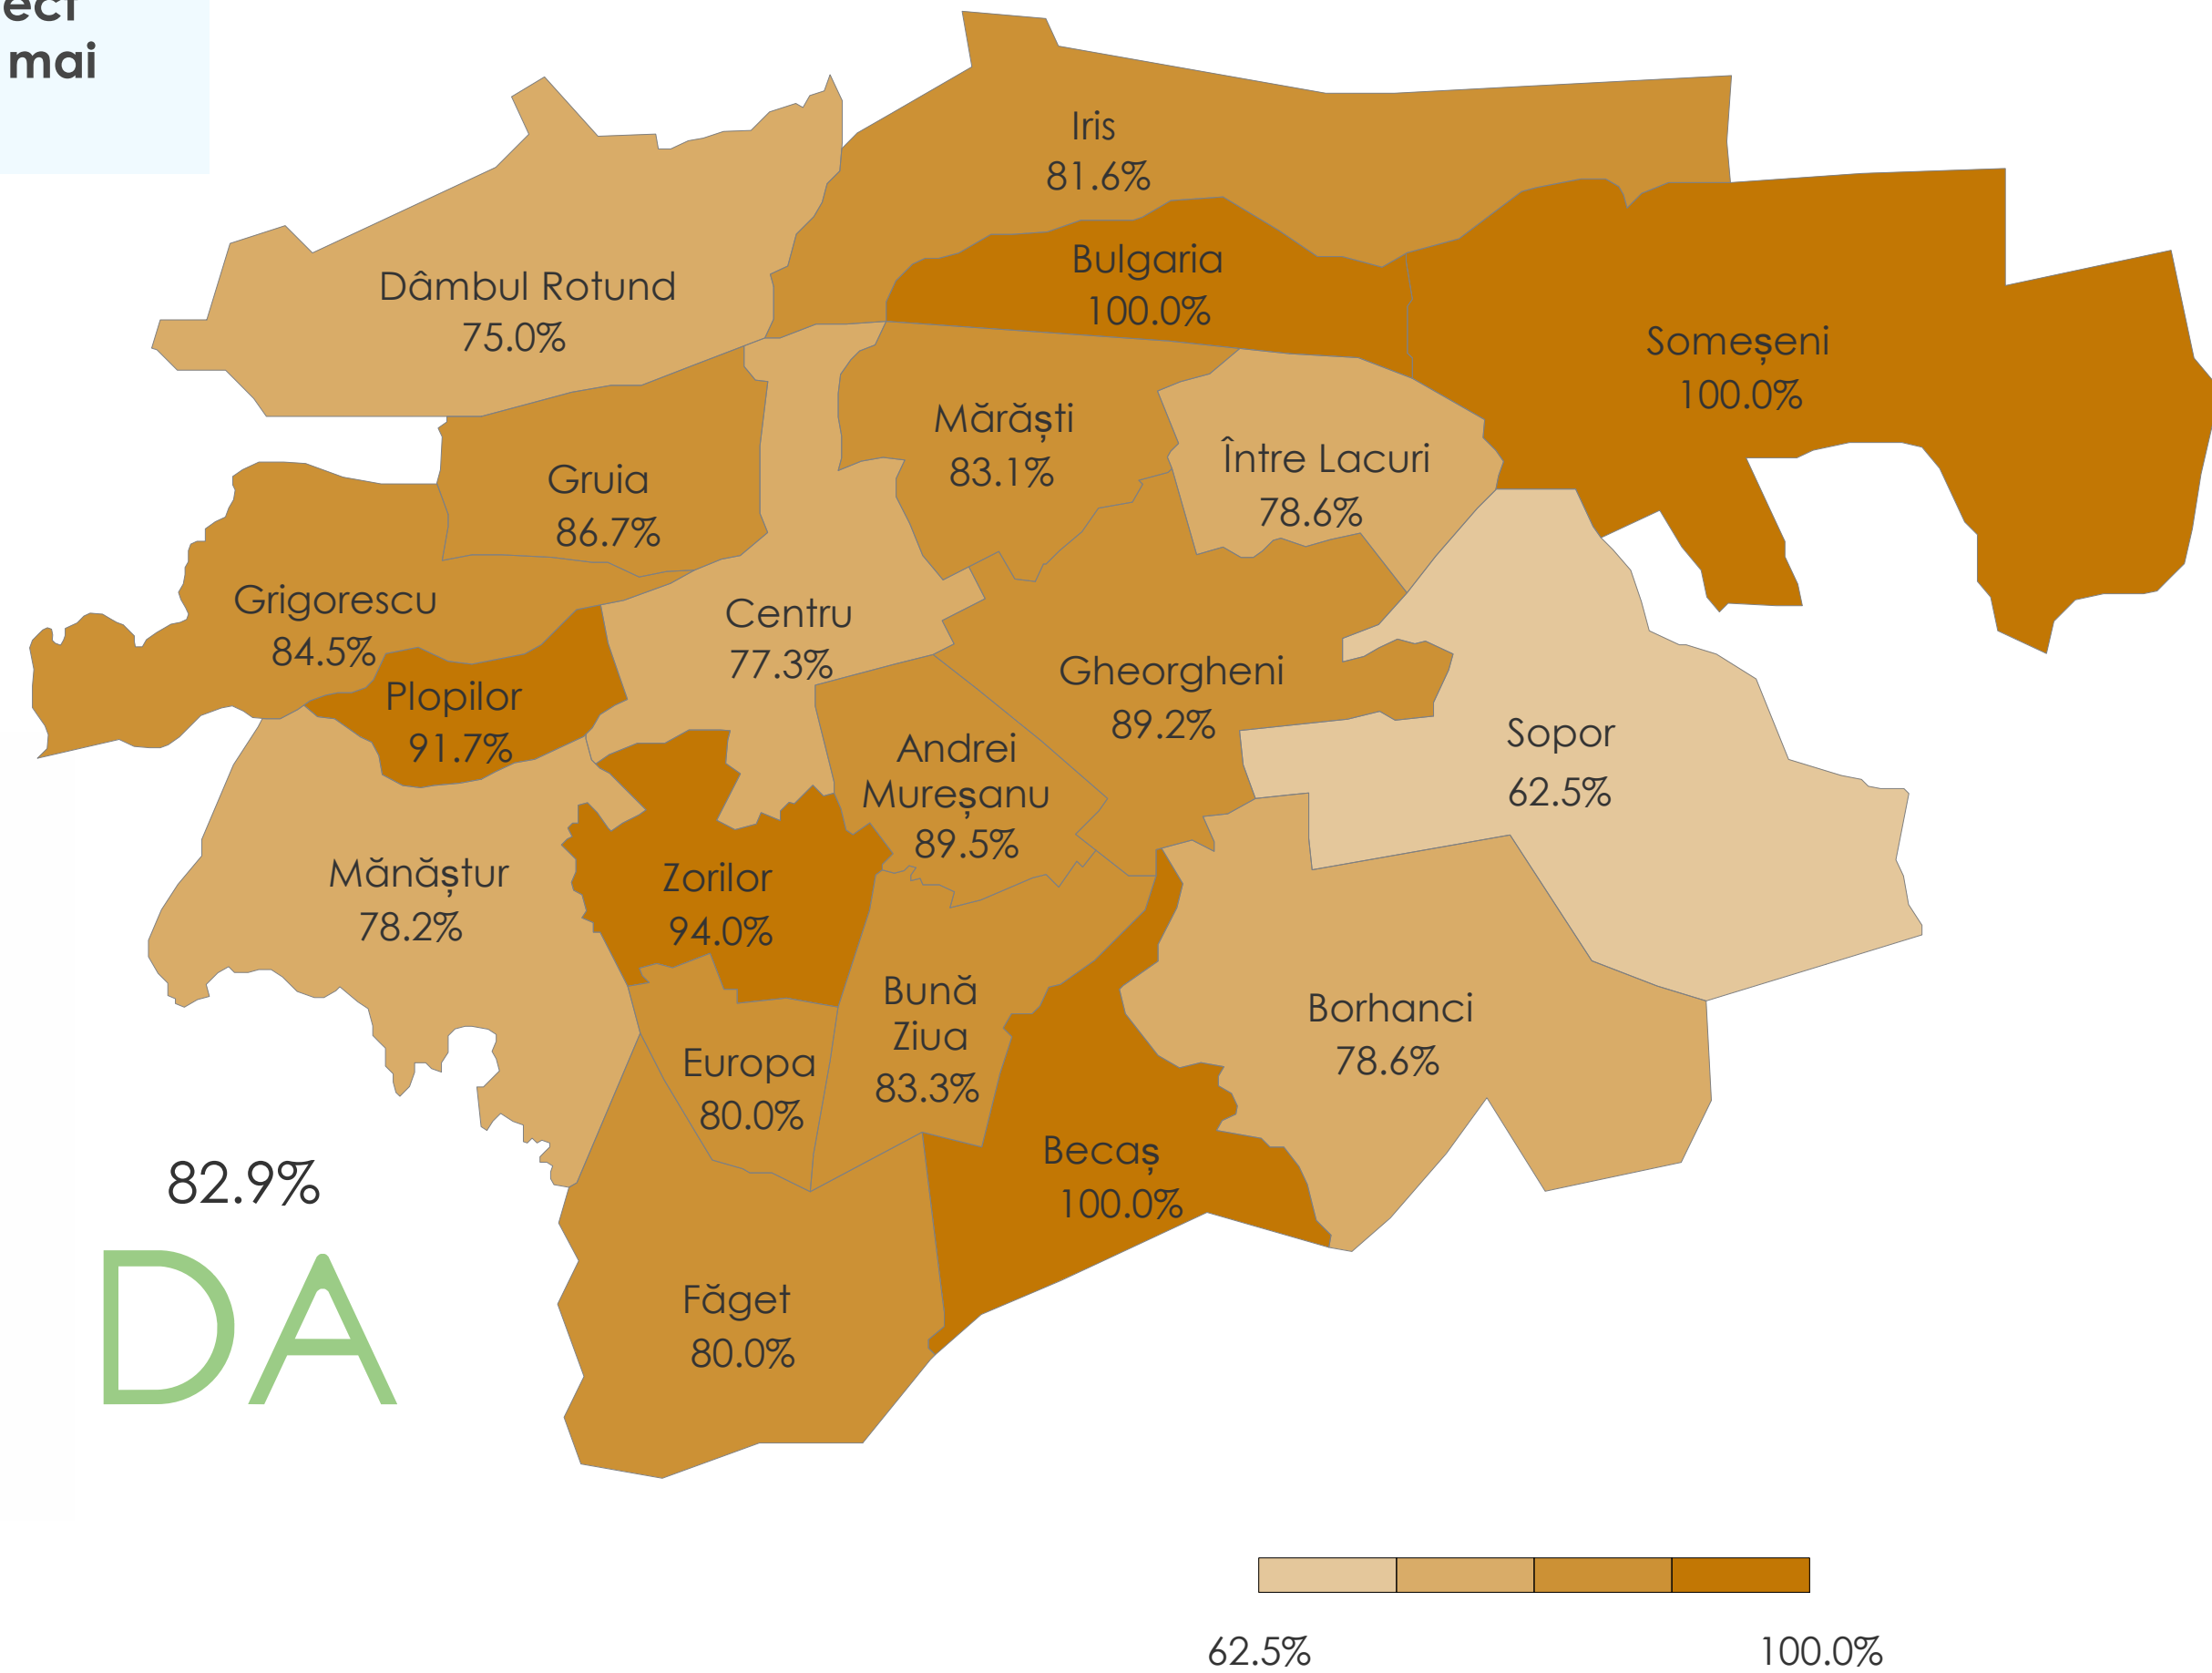 ect
mai
Iris
81.6%
Bulgaria
100.0%
Dâmbul Rotund
75.0%
Someșeni
100.0%
Mărăști
83.1%
Între Lacuri
78.6%
Gruia
86.7%
Grigorescu
84.5%
Centru
77.3%
Plopilor
91.7%
Gheorgheni
89.2%
Sopor
62.5%
Andrei
Mureșanu
89.5%
Mănăștur
78.2%
Zorilor
94.0%
Bună
Ziua
83.3%
Borhanci
78.6%
Europa
80.0%
Becaș
100.0%
82.9%
DA
Făget
80.0%
62.5%
100.0%